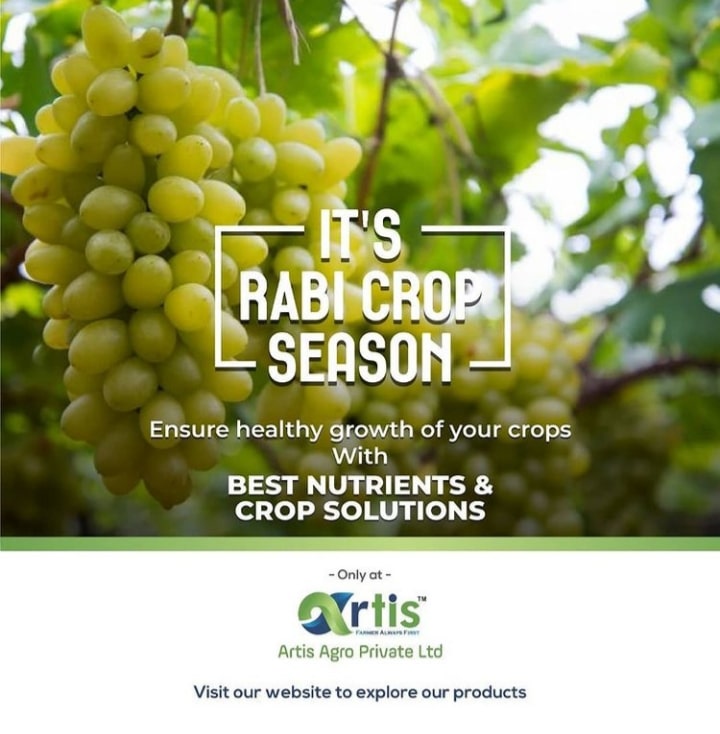 IT'S
RABI CROP
SEASON
Ensure healthy growth of your crops
With
BEST NUTRIENTS &
CROP SOLUTIONS
- Only at -
artis™
FARMER ALWAYS FIRST
Artis Agro Private Ltd
Visit our website to explore our products